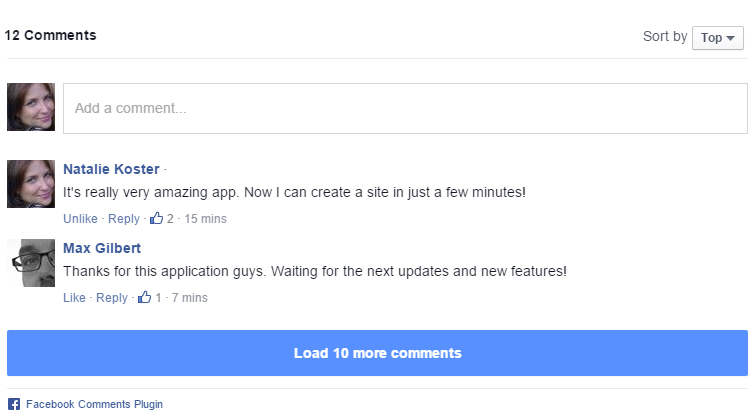 12 Comments Sort by Top
Add a comment...
Natalie Koster ·
It's really very amazing app. Now I can create a site in just a few minutes!
Unlike · Reply · 2 · 15 mins
Max Gilbert
Thanks for this application guys. Waiting for the next updates and new features!
Like · Reply · 1 · 7 mins
Load 10 more comments
Facebook Comments Plugin